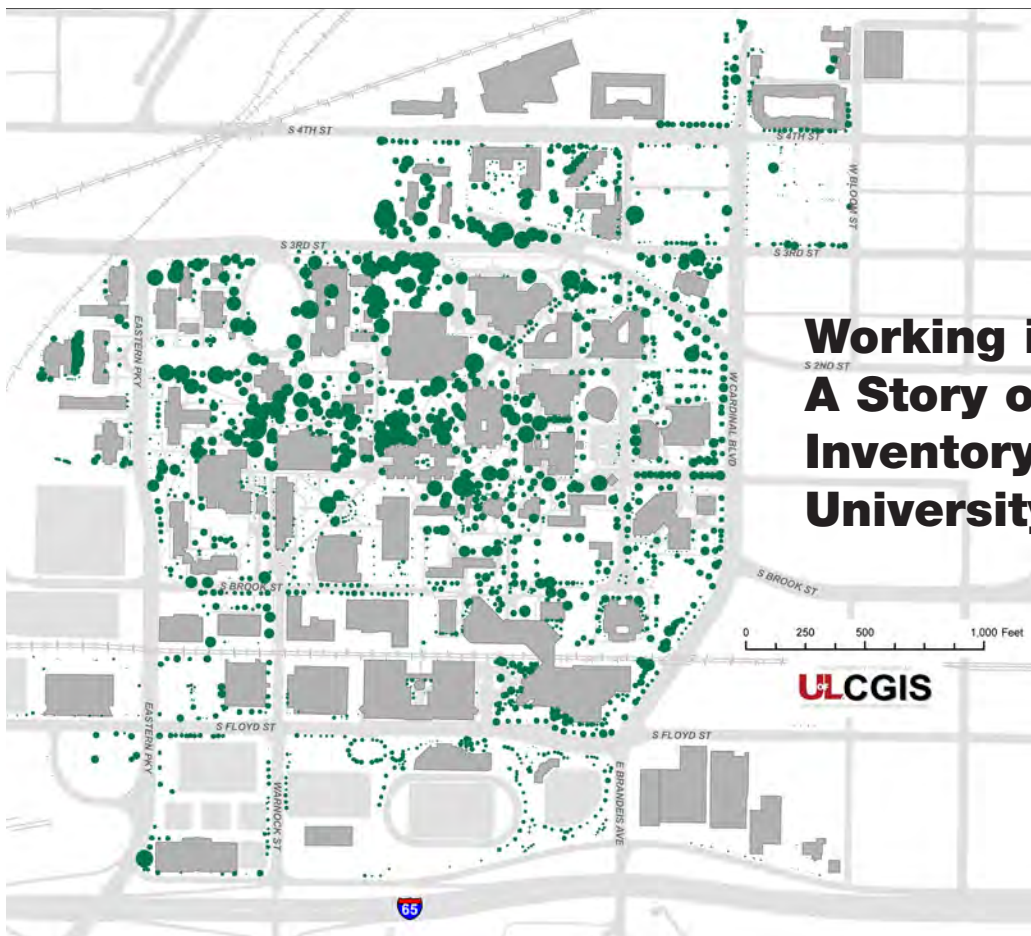 S 4TH ST
S 4TH ST
W BLOOM ST
S 3RD ST
S 3RD ST
EASTERN PKY
Working i
A Story o
Inventory
University
S 2ND ST
W CARDINAL BLVD
S BROOK ST
S BROOK ST
0 250 500 1,000 Feet
UofL CGIS
EASTERN PKY
S FLOYD ST
S FLOYD ST
WARNOCK ST
E BRANDEIS AVE
65